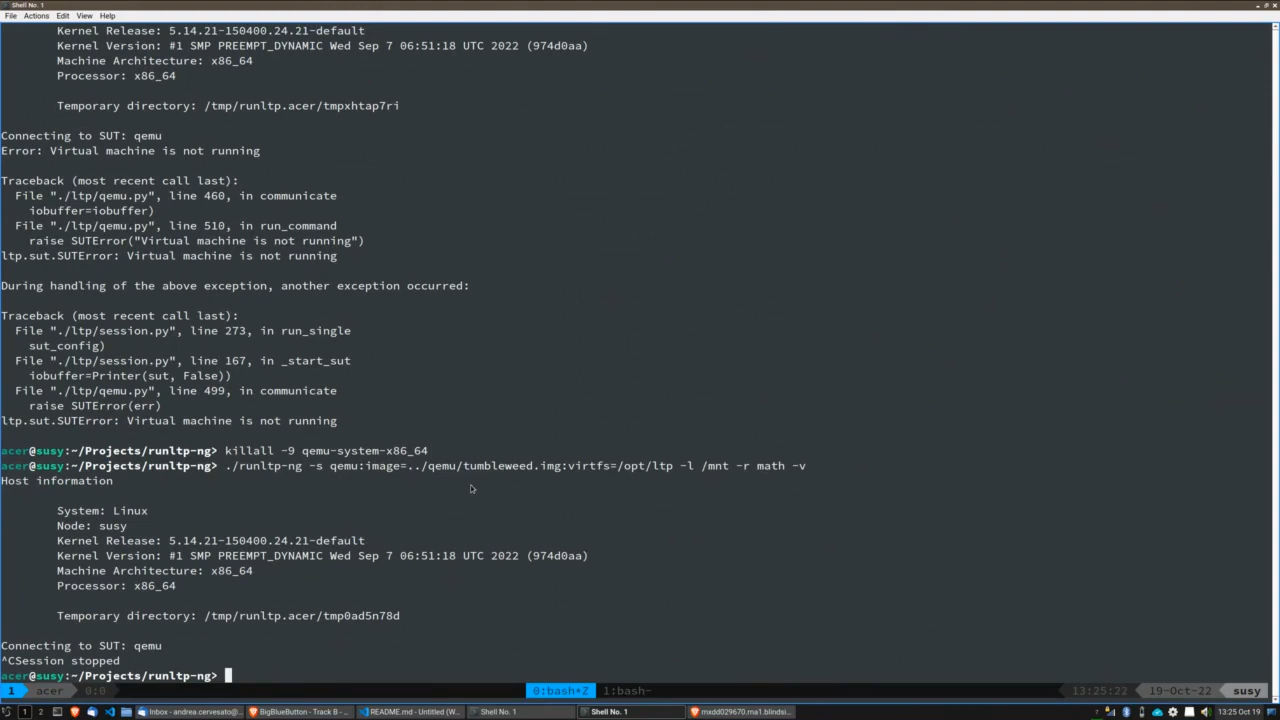 Shell No. 1
File Actions Edit View Help
Kernel Release: 5.14.21-150400.24.21-default
Kernel Version: #1 SMP PREEMPT_DYNAMIC Wed Sep 7 06:51:18 UTC 2022 (974d0aa)
Machine Architecture: x86_64
Processor: x86_64
Temporary directory: /tmp/runltp.acer/tmpxhtap7ri
Connecting to SUT: qemu
Error: Virtual machine is not running
Traceback (most recent call last):
File "./ltp/qemu.py", line 460, in communicate
iobuffer=iobuffer)
File "./ltp/qemu.py", line 510, in run_command
raise SUTError("Virtual machine is not running")
ltp.sut.SUTError: Virtual machine is not running
During handling of the above exception, another exception occurred:
Traceback (most recent call last):
File "./ltp/session.py", line 273, in run_single
sut_config)
File "./ltp/session.py", line 167, in _start_sut
iobuffer=Printer(sut, False))
File "./ltp/qemu.py", line 499, in communicate
raise SUTError(err)
ltp.sut.SUTError: Virtual machine is not running
acer@susy:~/Projects/runltp-ng> killall -9 qemu-system-x86_64
acer@susy:~/Projects/runltp-ng> ./runltp-ng -s qemu:image=../qemu/tumbleweed.img:virtfs=/opt/ltp -l /mnt -r math -v
Host information
System: Linux
Node: susy
Kernel Release: 5.14.21-150400.24.21-default
Kernel Version: #1 SMP PREEMPT_DYNAMIC Wed Sep 7 06:51:18 UTC 2022 (974d0aa)
Machine Architecture: x86_64
Processor: x86_64
Temporary directory: /tmp/runltp.acer/tmp0ad5n78d
Connecting to SUT: qemu
^CSession stopped
acer@susy:~/Projects/runltp-ng>
1 acer 0:0 0:bash*Z 1:bash- 13:25:22 19-Oct-22 susy
1 2 Inbox - andrea.cervesato@... BigBlueButton - Track B - ... README.md - Untitled (W... Shell No. 1 Shell No. 1 mxdd029670.rna1.blindsi... 13:25 Oct 19